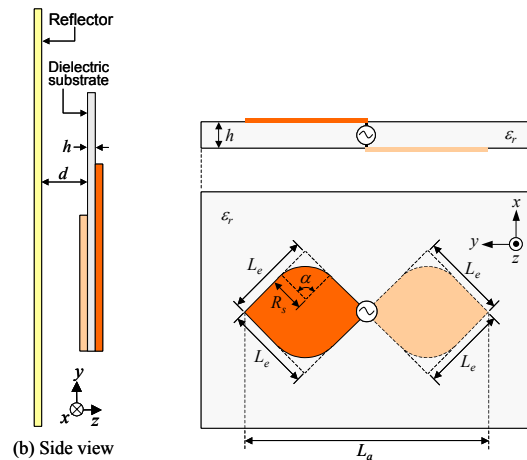 Reflector
Dielectric
substrate
h
d
y
x
z
(b) Side view
h
εr
εr
x
y
z
Le
α
Rs
Le
Le
Le
La